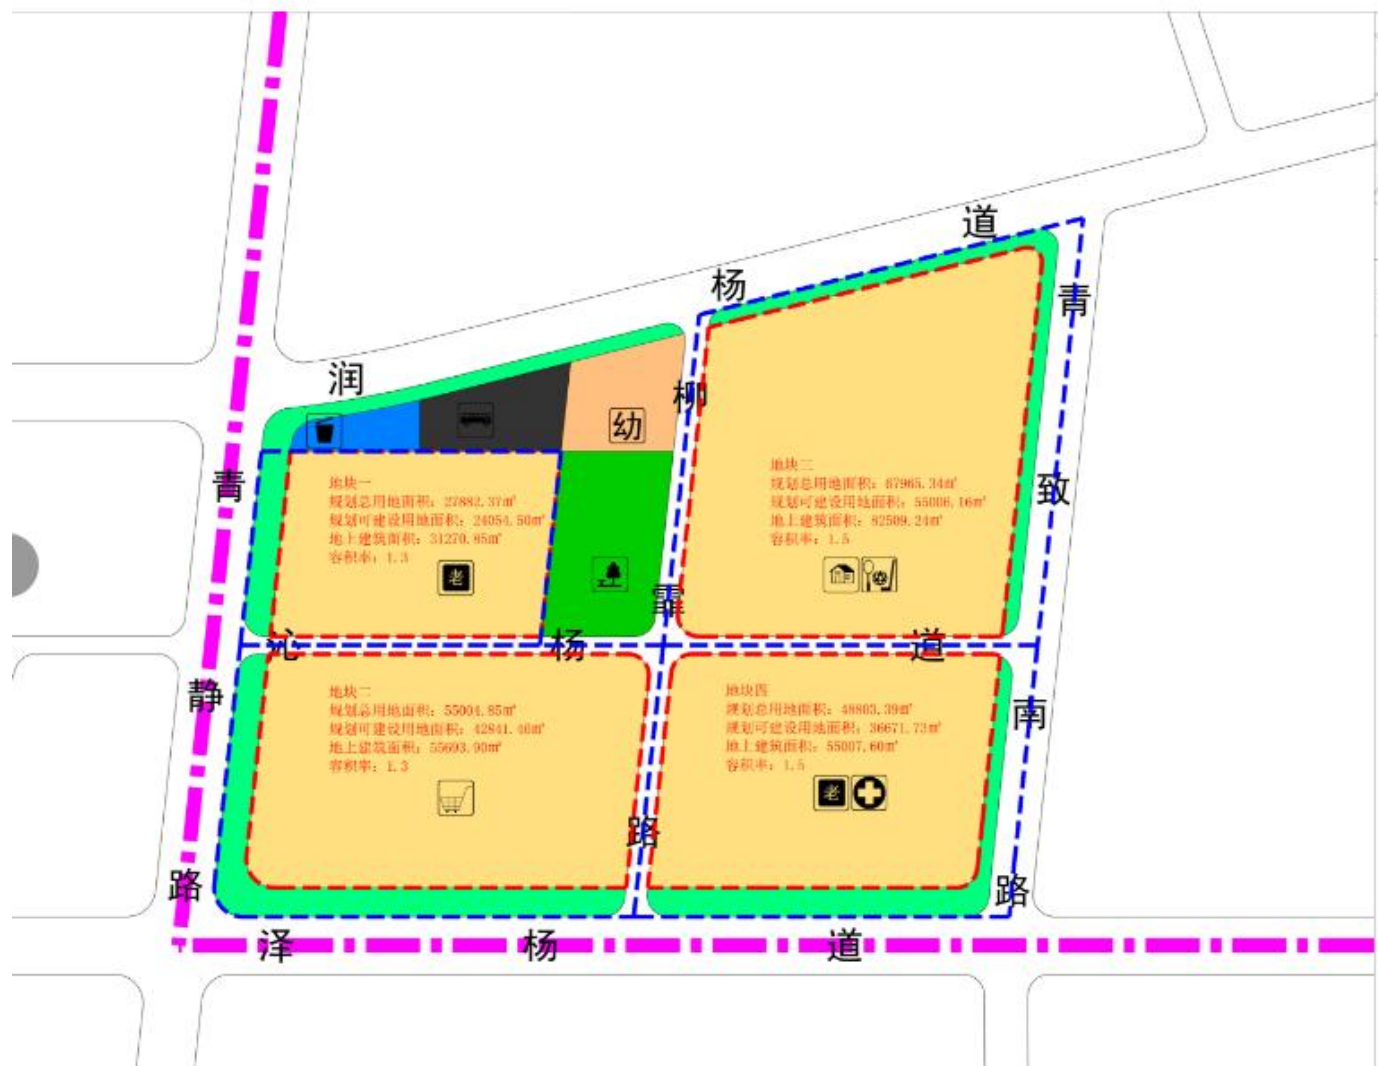 道
杨
青
润
柳
幼
青
地块一
规划总用地面积：27882.37㎡
规划可建设用地面积：24054.50㎡
地上建筑面积：31270.85㎡
容积率：1.3
老
地块三
规划总用地面积：67965.34㎡
规划可建设用地面积：55006.16㎡
地上建筑面积：82509.24㎡
容积率：1.5
致
霏
沁 杨 道
静
地块二
规划总用地面积：55004.85㎡
规划可建设用地面积：42841.46㎡
地上建筑面积：55693.90㎡
容积率：1.3
地块四
规划总用地面积：48803.39㎡
规划可建设用地面积：36671.73㎡
地上建筑面积：55007.60㎡
容积率：1.5
老
南
路
路
路
泽 杨 道